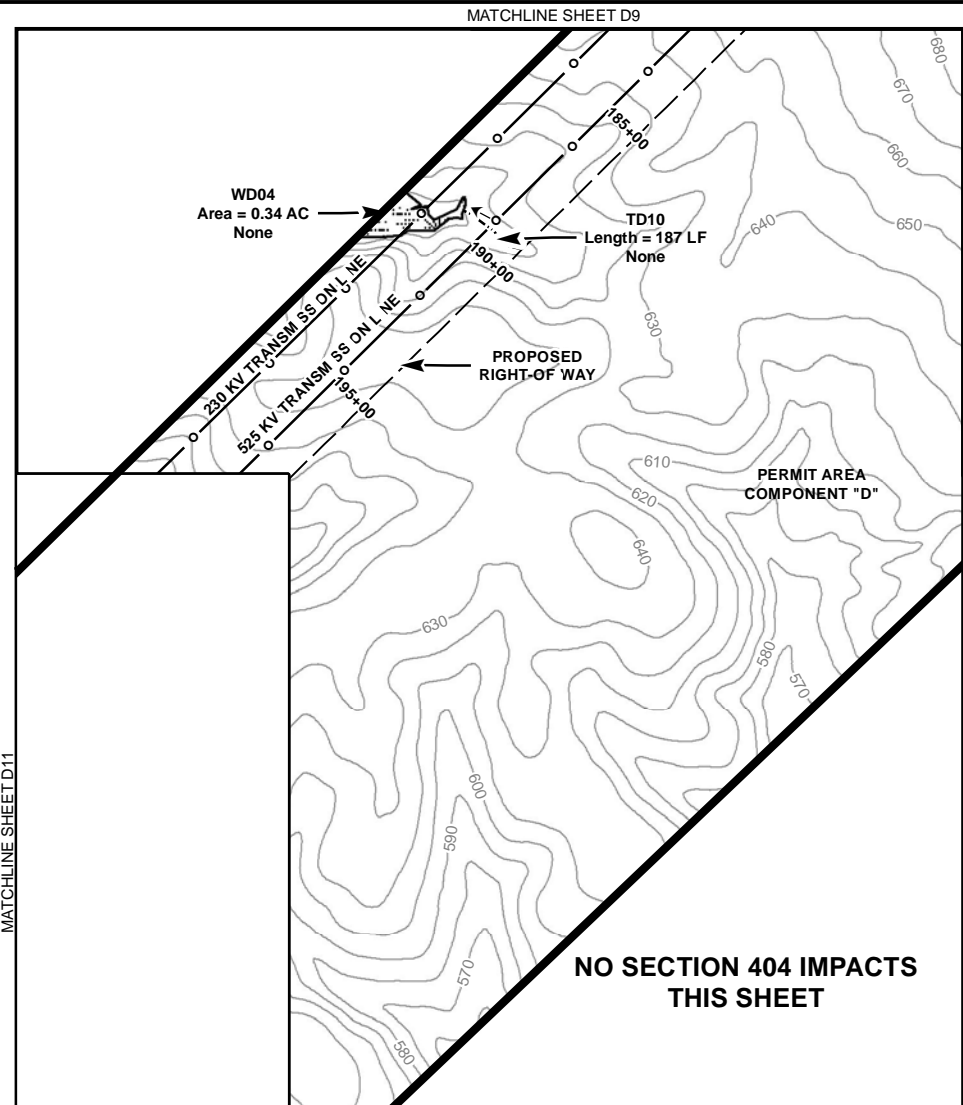 MATCHLINE SHEET D9
680
670
660
650
640
185+00
WD04
Area = 0.34 AC
None
TD10
Length = 187 LF
None
190+00
630
230 KV TRANSM SS ON L NE
525 KV TRANSM SS ON L NE
PROPOSED
RIGHT-OF WAY
195+00
610
620
640
PERMIT AREA
COMPONENT "D"
630
580
570
600
590
570
580
MATCHLINE SHEET D11
NO SECTION 404 IMPACTS
THIS SHEET